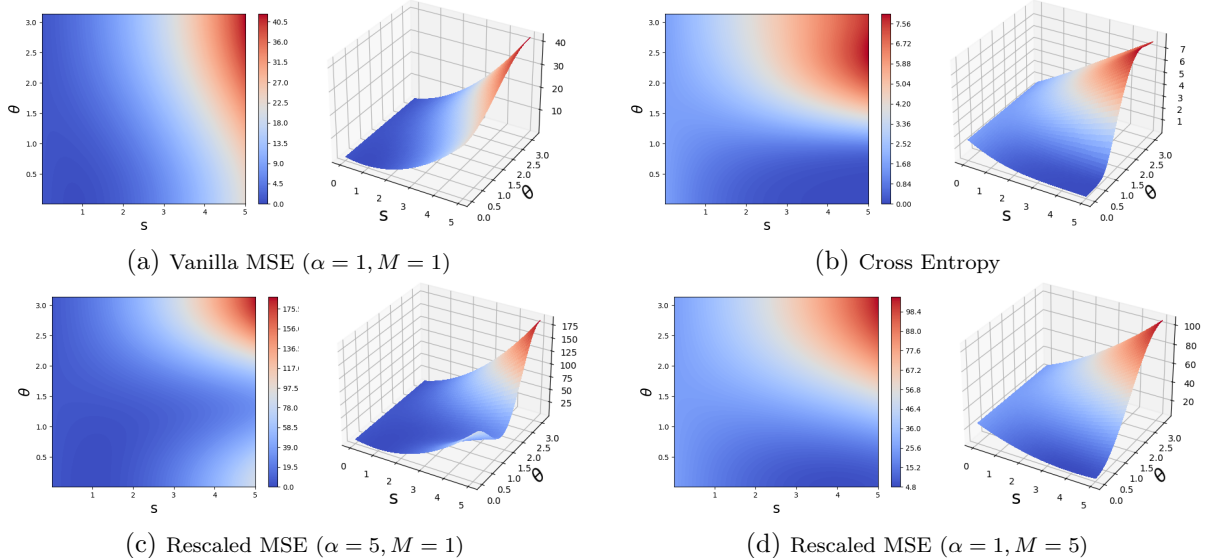 3.0
2.5
2.0
1.5
1.0
0.5
θ
1 2 3 4 5
s
40.5
36.0
31.5
27.0
22.5
18.0
13.5
9.0
4.5
0.0
40
30
20
10
0 1 2 3 4 5
S
0.0 0.5 1.0 1.5 2.0 2.5 3.0
θ
(a) Vanilla MSE (α = 1, M = 1)
3.0
2.5
2.0
1.5
1.0
0.5
θ
1 2 3 4 5
s
7.56
6.72
5.88
5.04
4.20
3.36
2.52
1.68
0.84
0.00
7
6
5
4
3
2
1
0 1 2 3 4 5
S
0.0 0.5 1.0 1.5 2.0 2.5 3.0
θ
(b) Cross Entropy
3.0
2.5
2.0
1.5
1.0
0.5
θ
1 2 3 4 5
s
175.5
156.0
136.5
117.0
97.5
78.0
58.5
39.0
19.5
0.0
175
150
125
100
75
50
25
0 1 2 3 4 5
S
0.0 0.5 1.0 1.5 2.0 2.5 3.0
θ
(c) Rescaled MSE (α = 5, M = 1)
3.0
2.5
2.0
1.5
1.0
0.5
θ
1 2 3 4 5
s
98.4
88.0
77.6
67.2
56.8
46.4
36.0
25.6
15.2
4.8
100
80
60
40
20
0 1 2 3 4 5
S
0.0 0.5 1.0 1.5 2.0 2.5 3.0
θ
(d) Rescaled MSE (α = 1, M = 5)